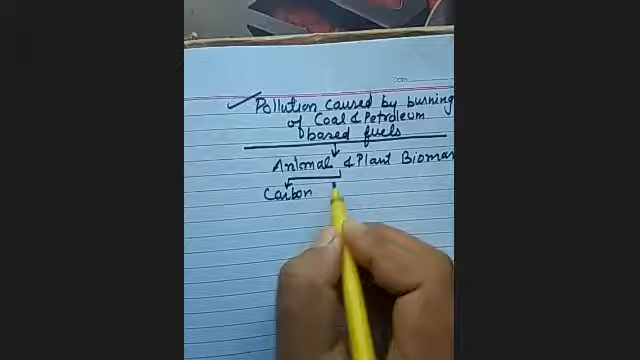 Date
Pollution caused by burning
of Coal & Petroleum
based fuels
Animal & Plant Biomas
Carbon